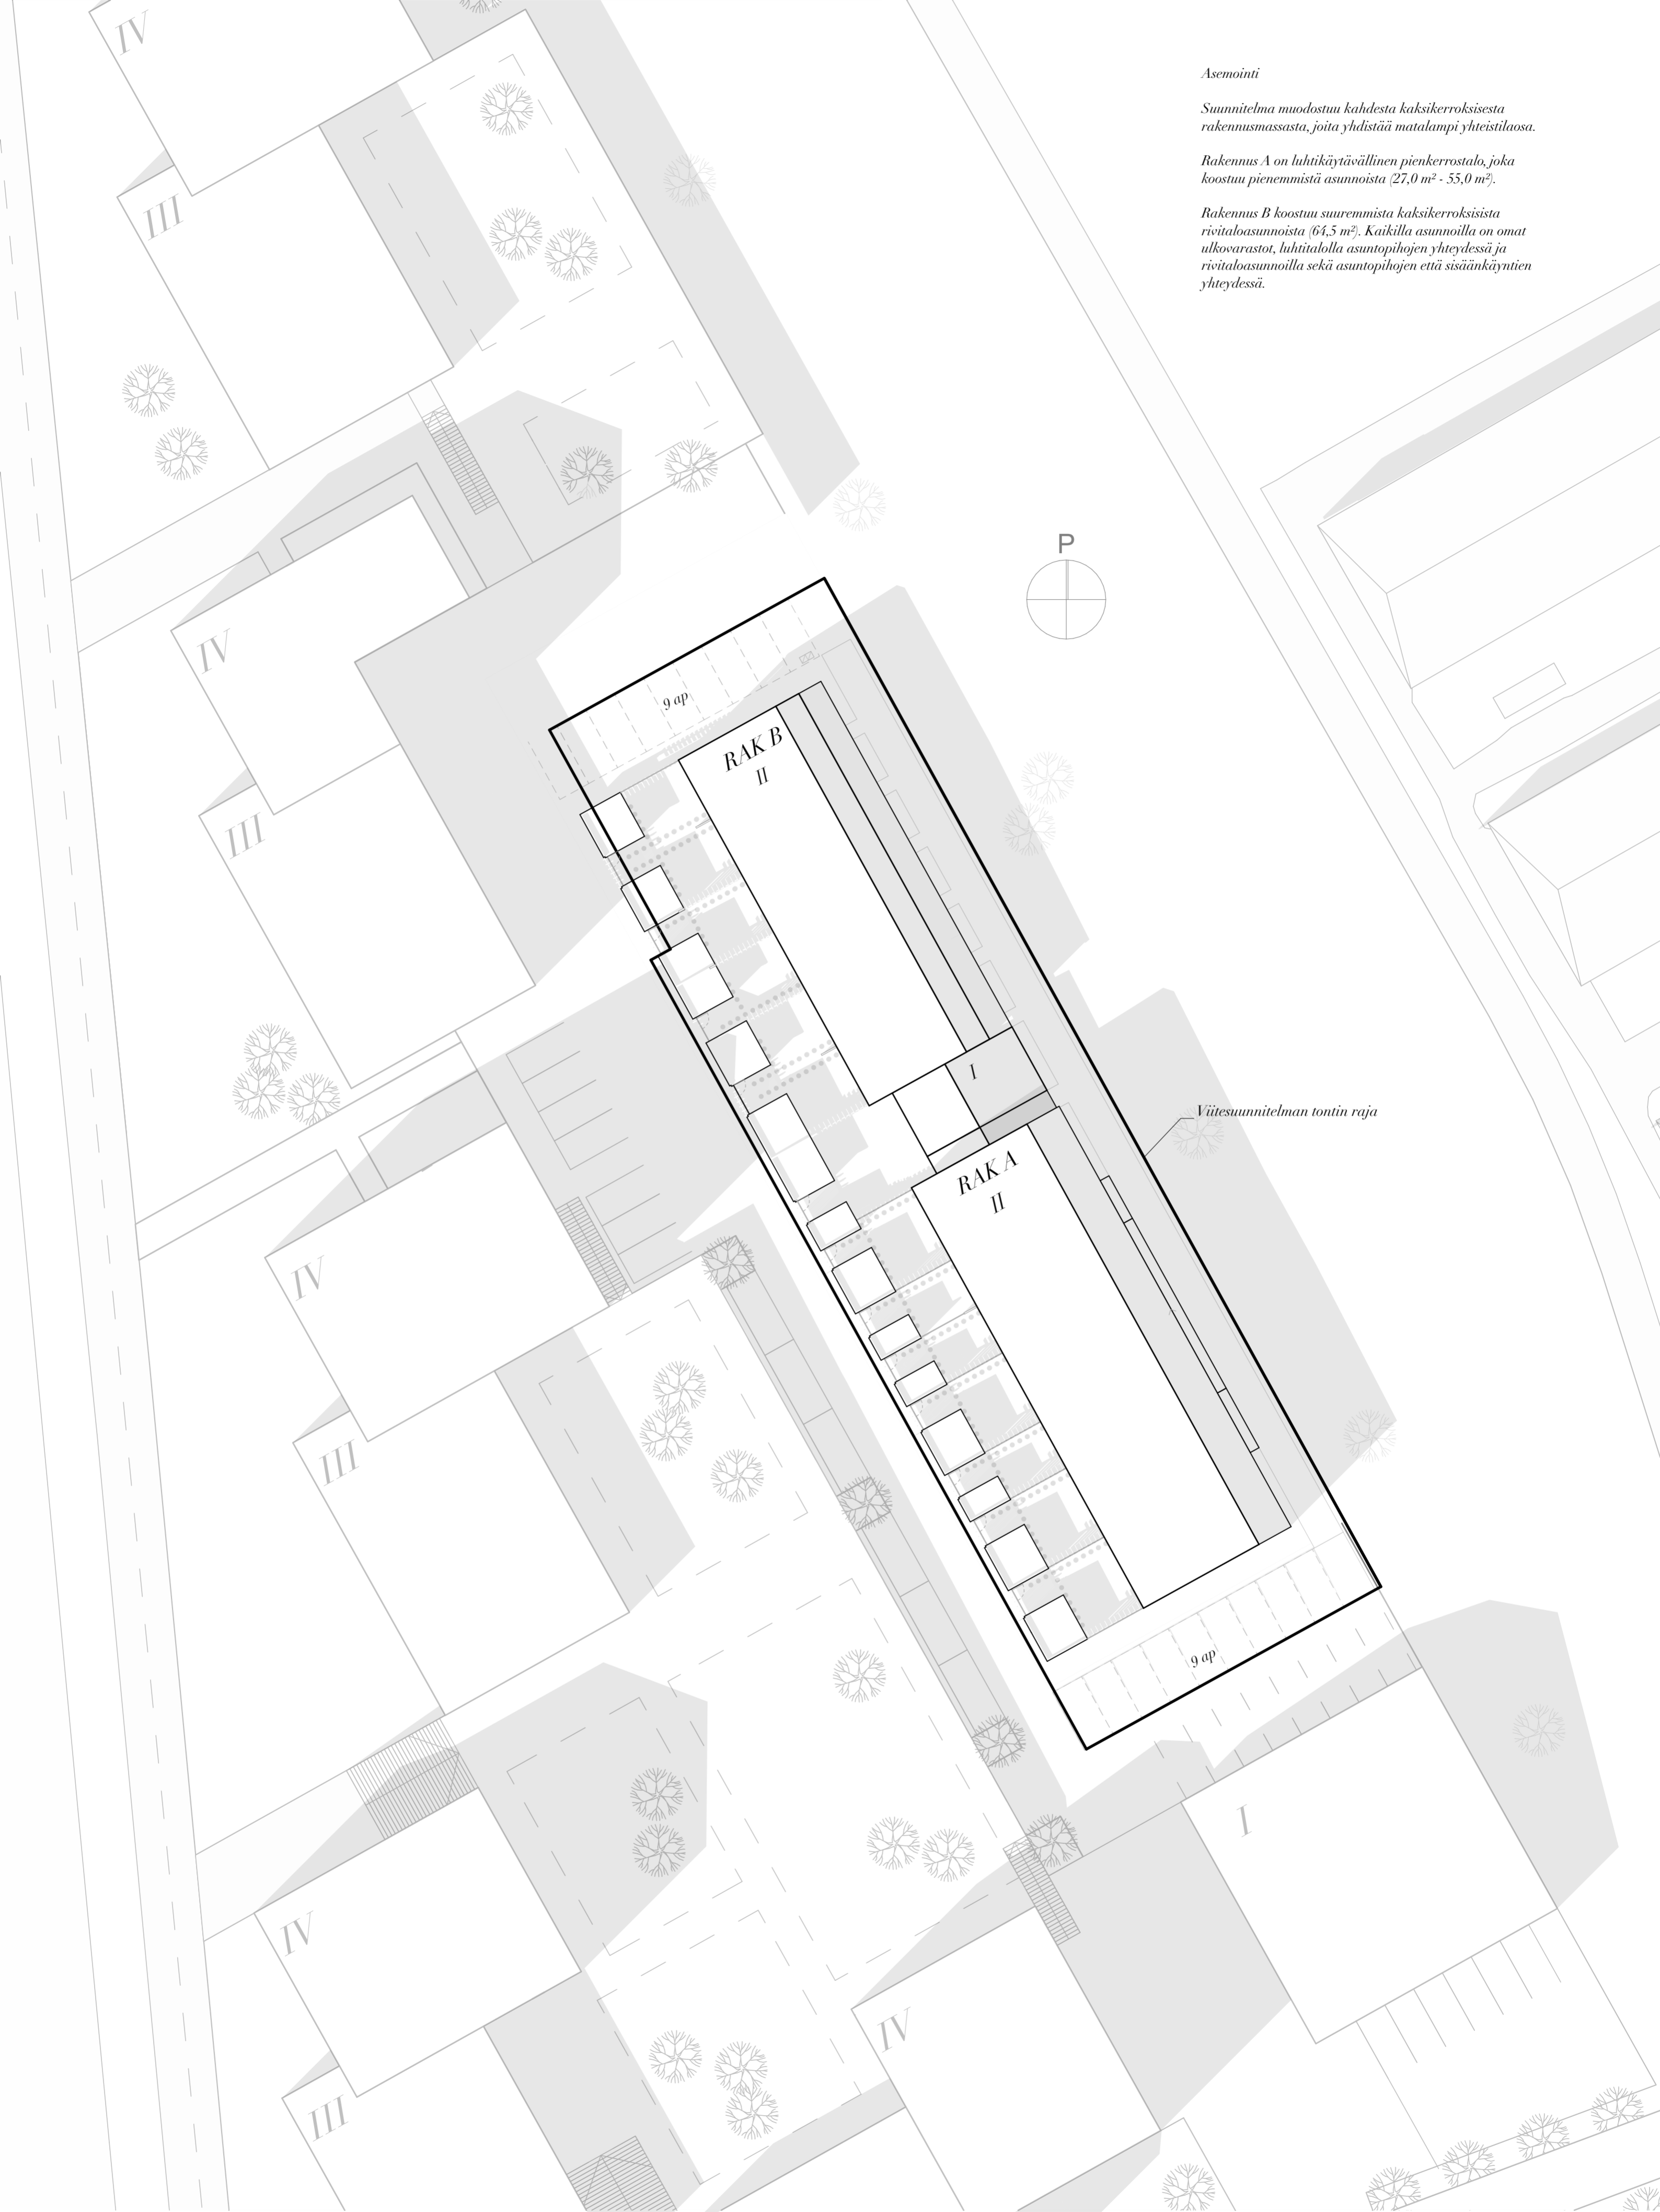 IV
Asemointi
Suunnitelma muodostuu kahdesta kaksikerroksisesta
rakennusmassasta, joita yhdistää matalampi yhteistilaosa.
Rakennus A on luhtikäytävällinen pienkerrostalo, joka
koostuu pienemmistä asunnoista (27,0 m² - 55,0 m²).
Rakennus B koostuu suuremmista kaksikerroksisista
rivitaloasunnoista (64,5 m²). Kaikilla asunnoilla on omat
ulkovarastot, luhtitalolla asuntopihojen yhteydessä ja
rivitaloasunnoilla sekä asuntopihojen että sisäänkäyntien
yhteydessä.
III
P
IV
9 ap
RAK B
II
III
I
Viitesuunnitelman tontin raja
RAK A
II
IV
III
9 ap
I
IV
IV
III